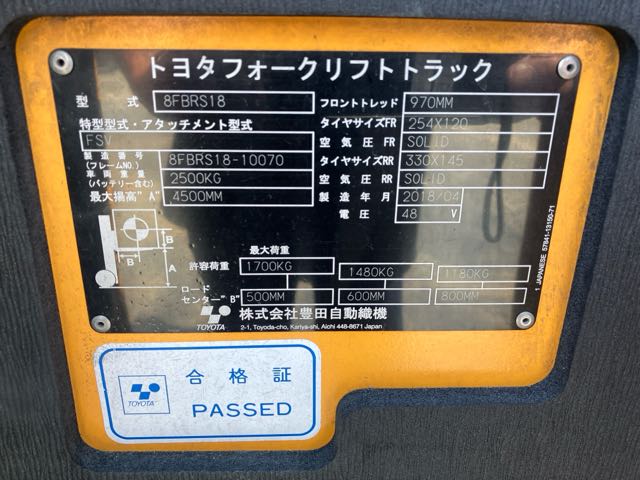 トヨタフォークリフトトラック
型式 8FBRS18 フロントトレッド 970MM
特型型式・アタッチメント型式 タイヤサイズFR 254X120
FSV 空気圧FR SOLID
製造番号(フレームNO.) 8FBRS18-10070 タイヤサイズRR 330X145
車両重量(バッテリー含む) 2500KG 空気圧RR SOLID
最大揚高"A" 4500MM 製造年月 2018/04
電圧 48 V
B
B A
最大荷重
許容荷重 1700KG 1480KG 1180KG
ロードセンター"B" 500MM 600MM 800MM
TOYOTA 株式会社豊田自動織機
2-1, Toyoda-cho, Kariya-shi, Aichi 448-8671 Japan
1 JAPANESE 57841-13150-71
TOYOTA 合格証
PASSED